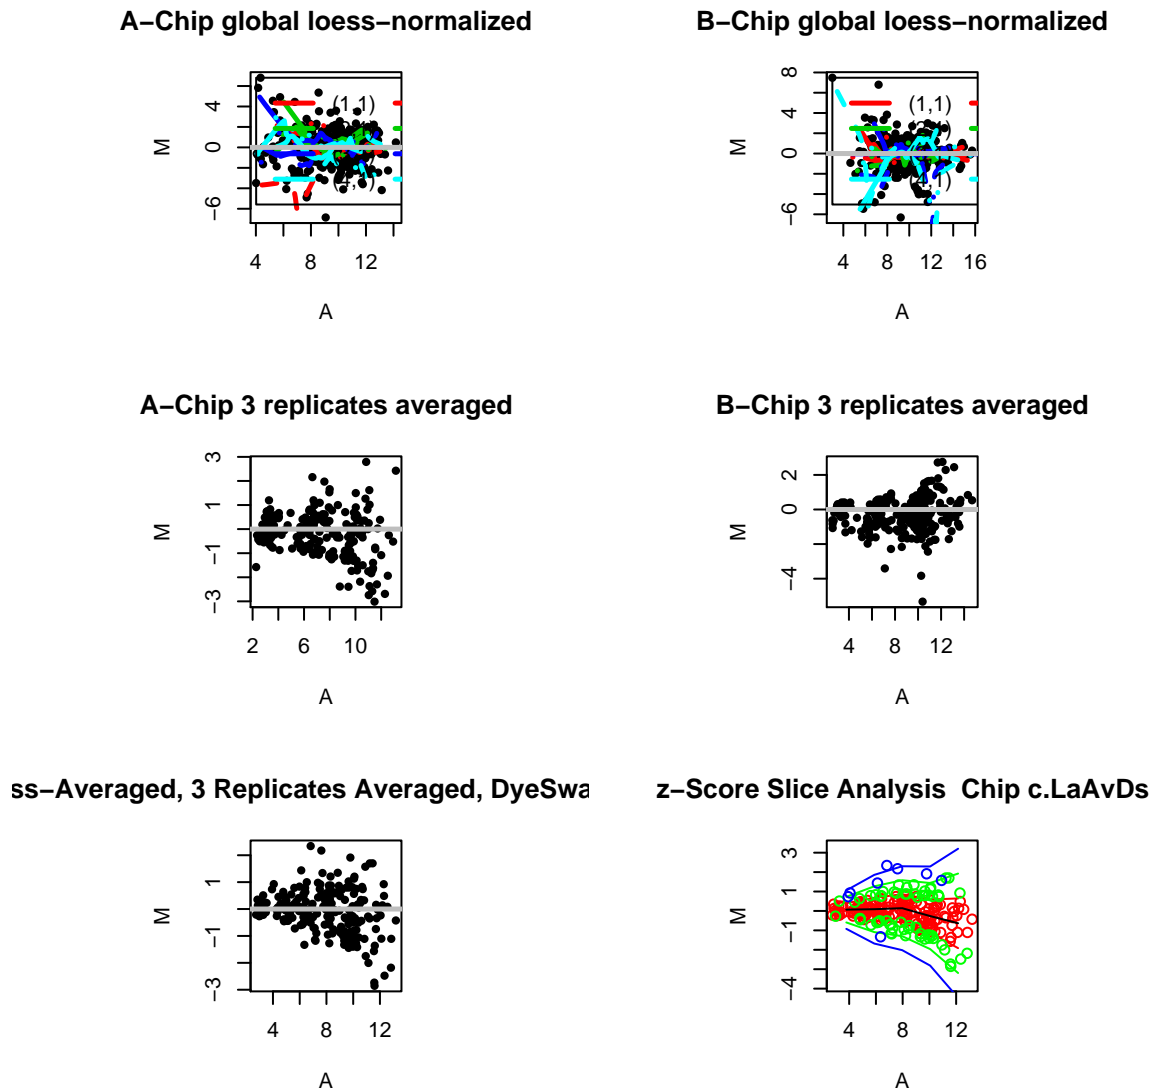 A−Chip global loess−normalized
M
4
0
−6
(1,1)
4 8 12
A
B−Chip global loess−normalized
M
8
4
0
−6
(1,1)
4 8 12 16
A
A−Chip 3 replicates averaged
M
3
1
−1
−3
2 6 10
A
B−Chip 3 replicates averaged
M
2
0
−4
4 8 12
A
ss−Averaged, 3 Replicates Averaged, DyeSwa
M
1
−1
−3
4 8 12
A
z−Score Slice Analysis Chip c.LaAvDs
M
3
1
−1
−4
4 8 12
A